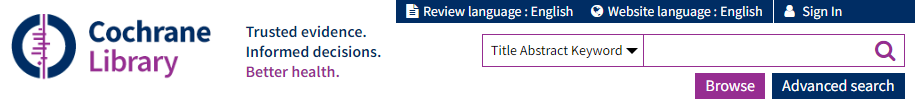 Cochrane
Library
Trusted evidence.
Informed decisions.
Better health.
Review language : English
Website language : English
Sign In
Title Abstract Keyword
Browse
Advanced search